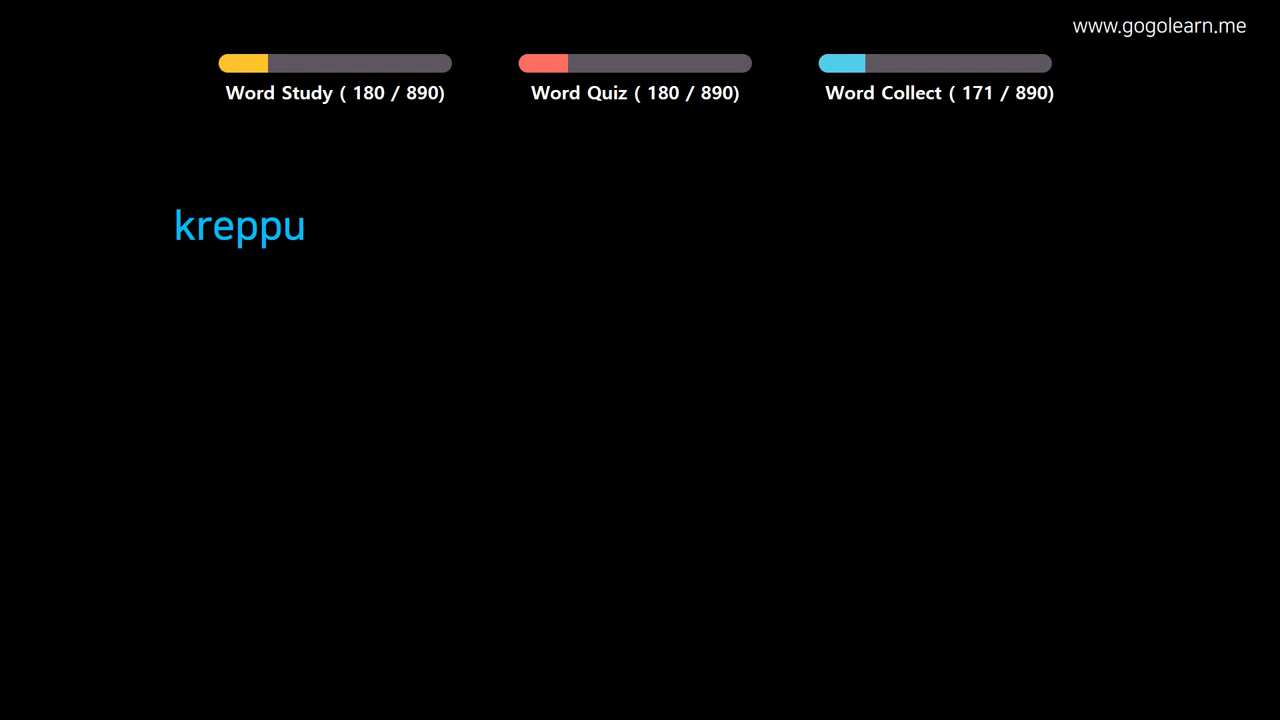 www.gogolearn.me
Word Study ( 180 / 890)
Word Quiz ( 180 / 890)
Word Collect ( 171 / 890)
kreppu